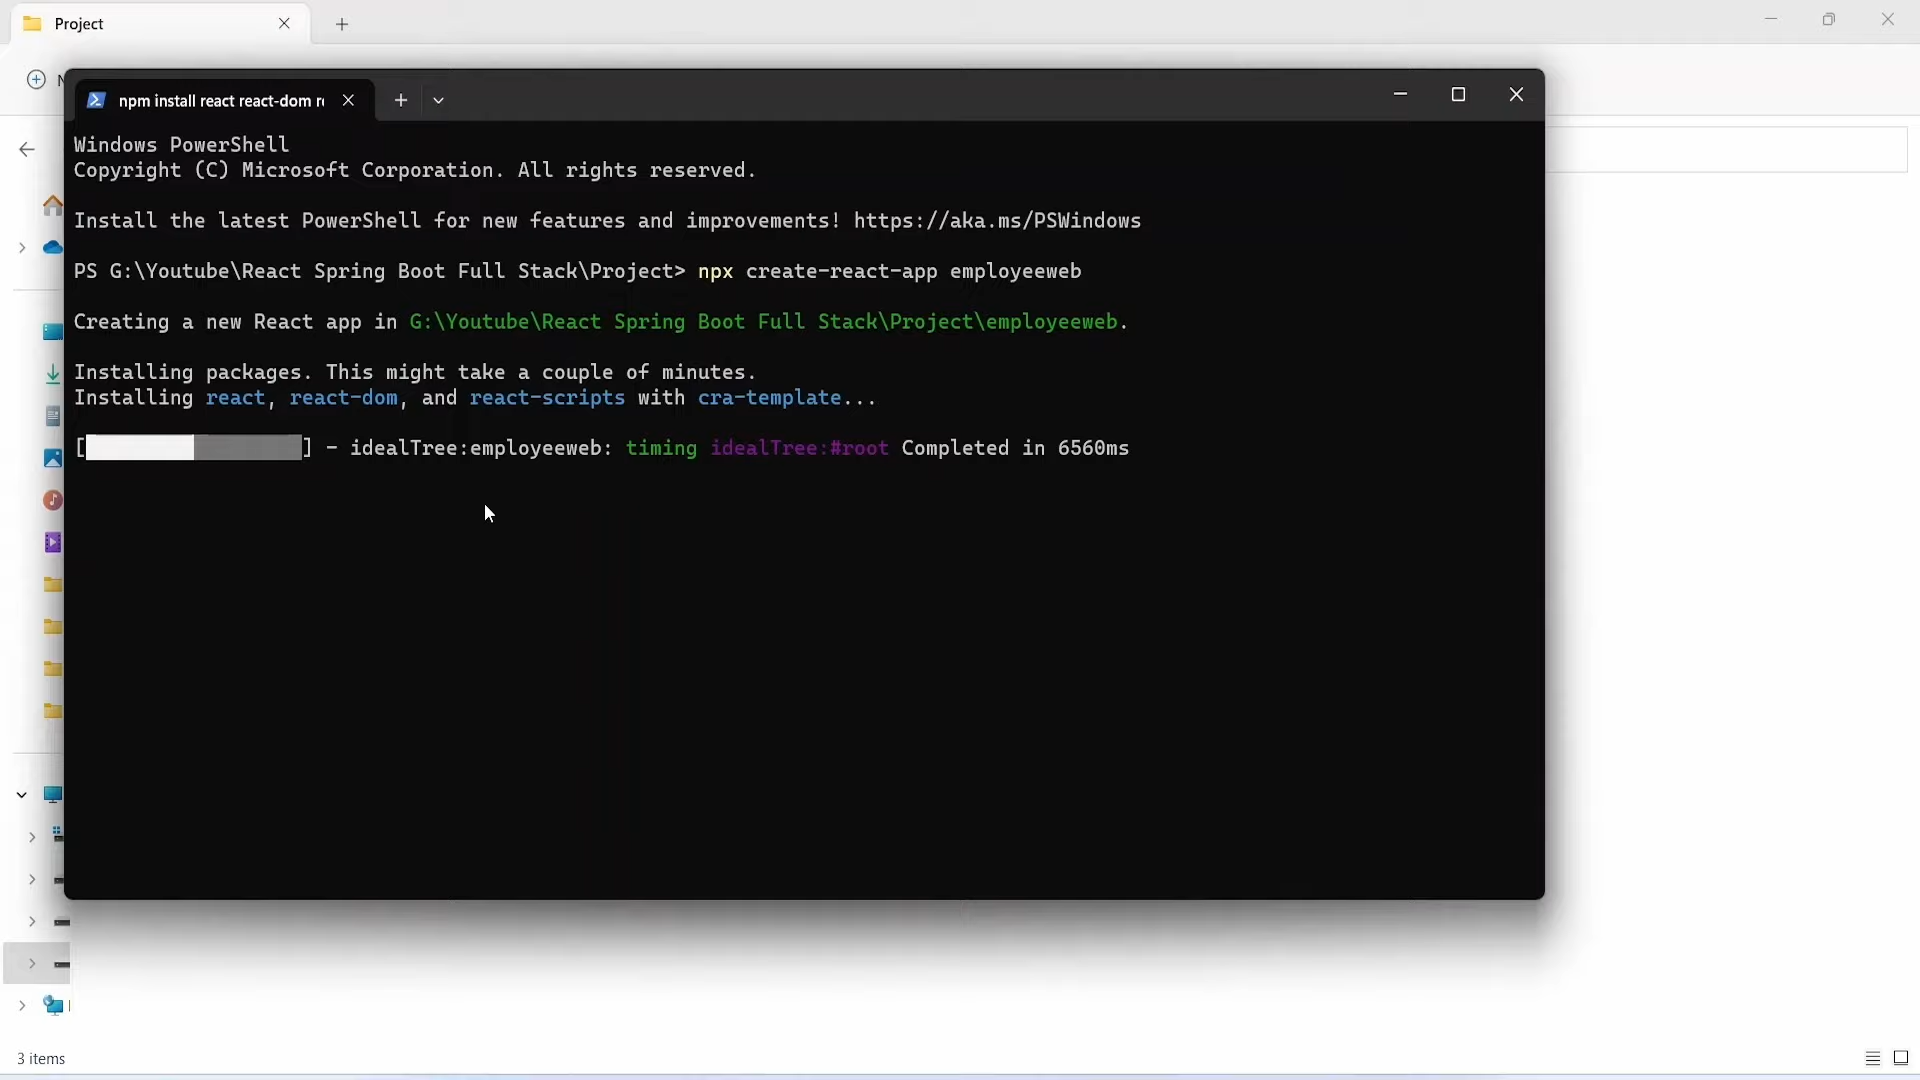 Project
npm install react react-dom r
Windows PowerShell
Copyright (C) Microsoft Corporation. All rights reserved.
Install the latest PowerShell for new features and improvements! https://aka.ms/PSWindows
PS G:\Youtube\React Spring Boot Full Stack\Project> npx create-react-app employeeweb
Creating a new React app in G:\Youtube\React Spring Boot Full Stack\Project\employeeweb.
Installing packages. This might take a couple of minutes.
Installing react, react-dom, and react-scripts with cra-template...
[] - idealTree:employeeweb: timing idealTree:#root Completed in 6560ms
3 items